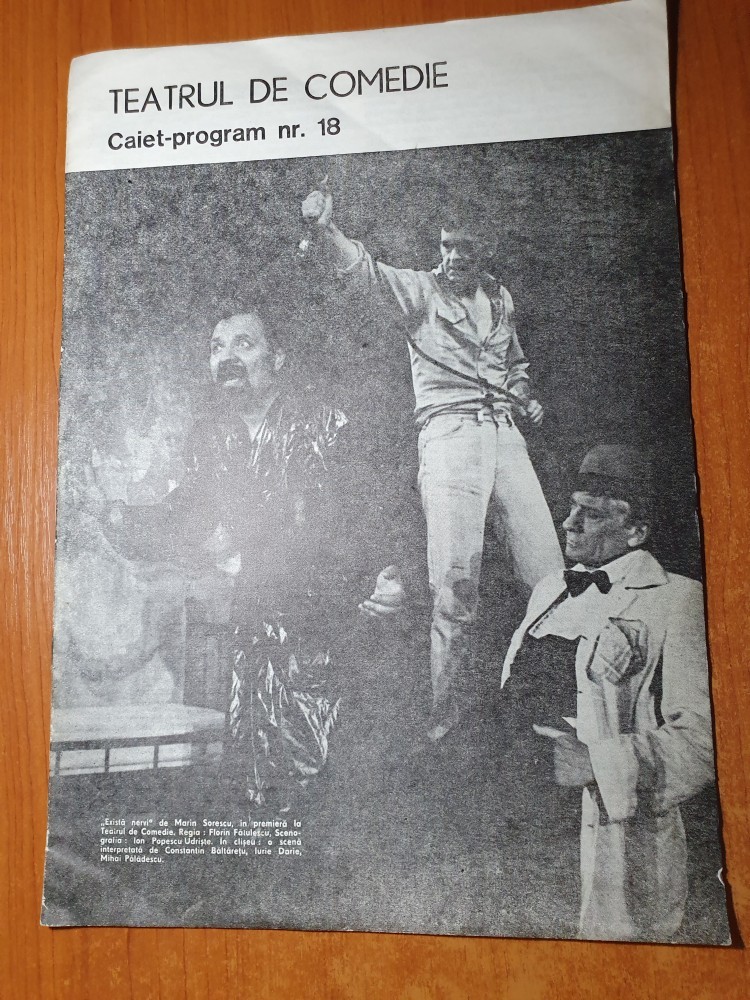 TEATRUL DE COMEDIE
Caiet-program nr. 18
„Există nervi" de Marin Sorescu, în premieră la
Teatrul de Comedie. Regia : Florin Fătulescu, Sceno-
grafia : Ion Popescu Udriște. În clișeu : o scenă
interpretată de Constantin Băltărețu, Iurie Darie,
Mihai Pălădescu.